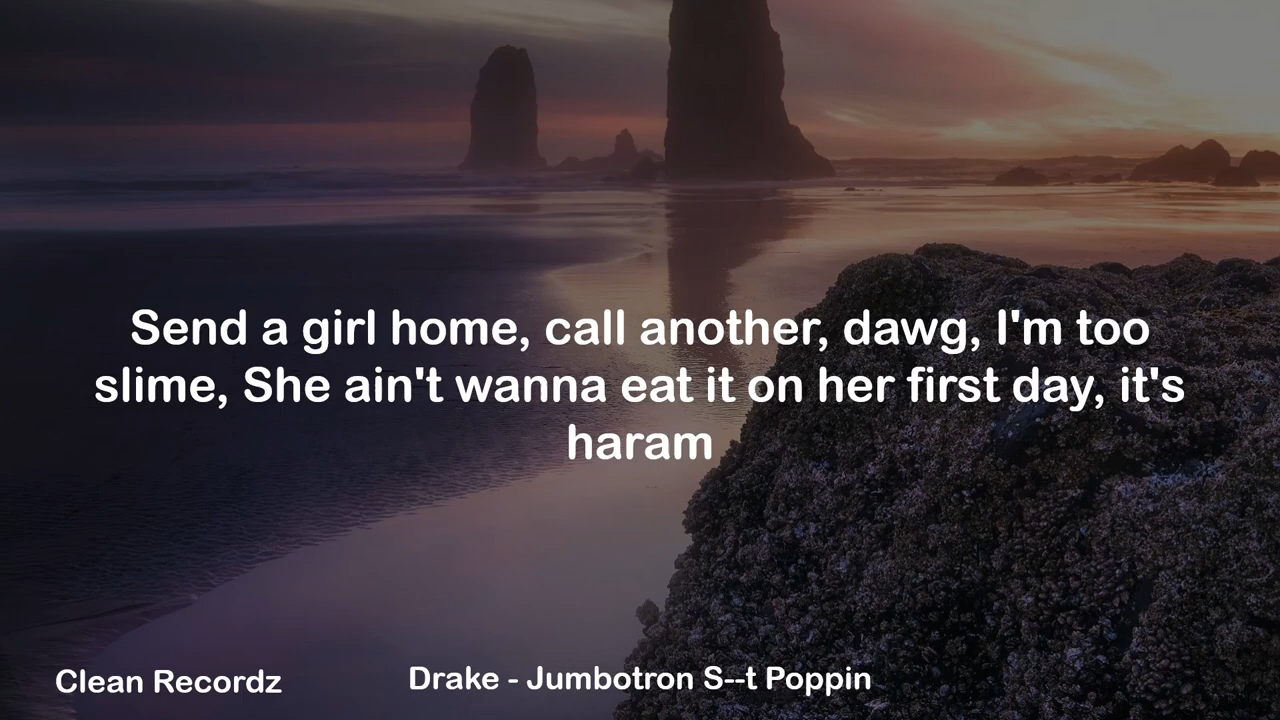 Send a girl home, call another, dawg, I'm too
slime, She ain't wanna eat it on her first day, it's
haram
Clean Recordz
Drake - Jumbotron S--t Poppin